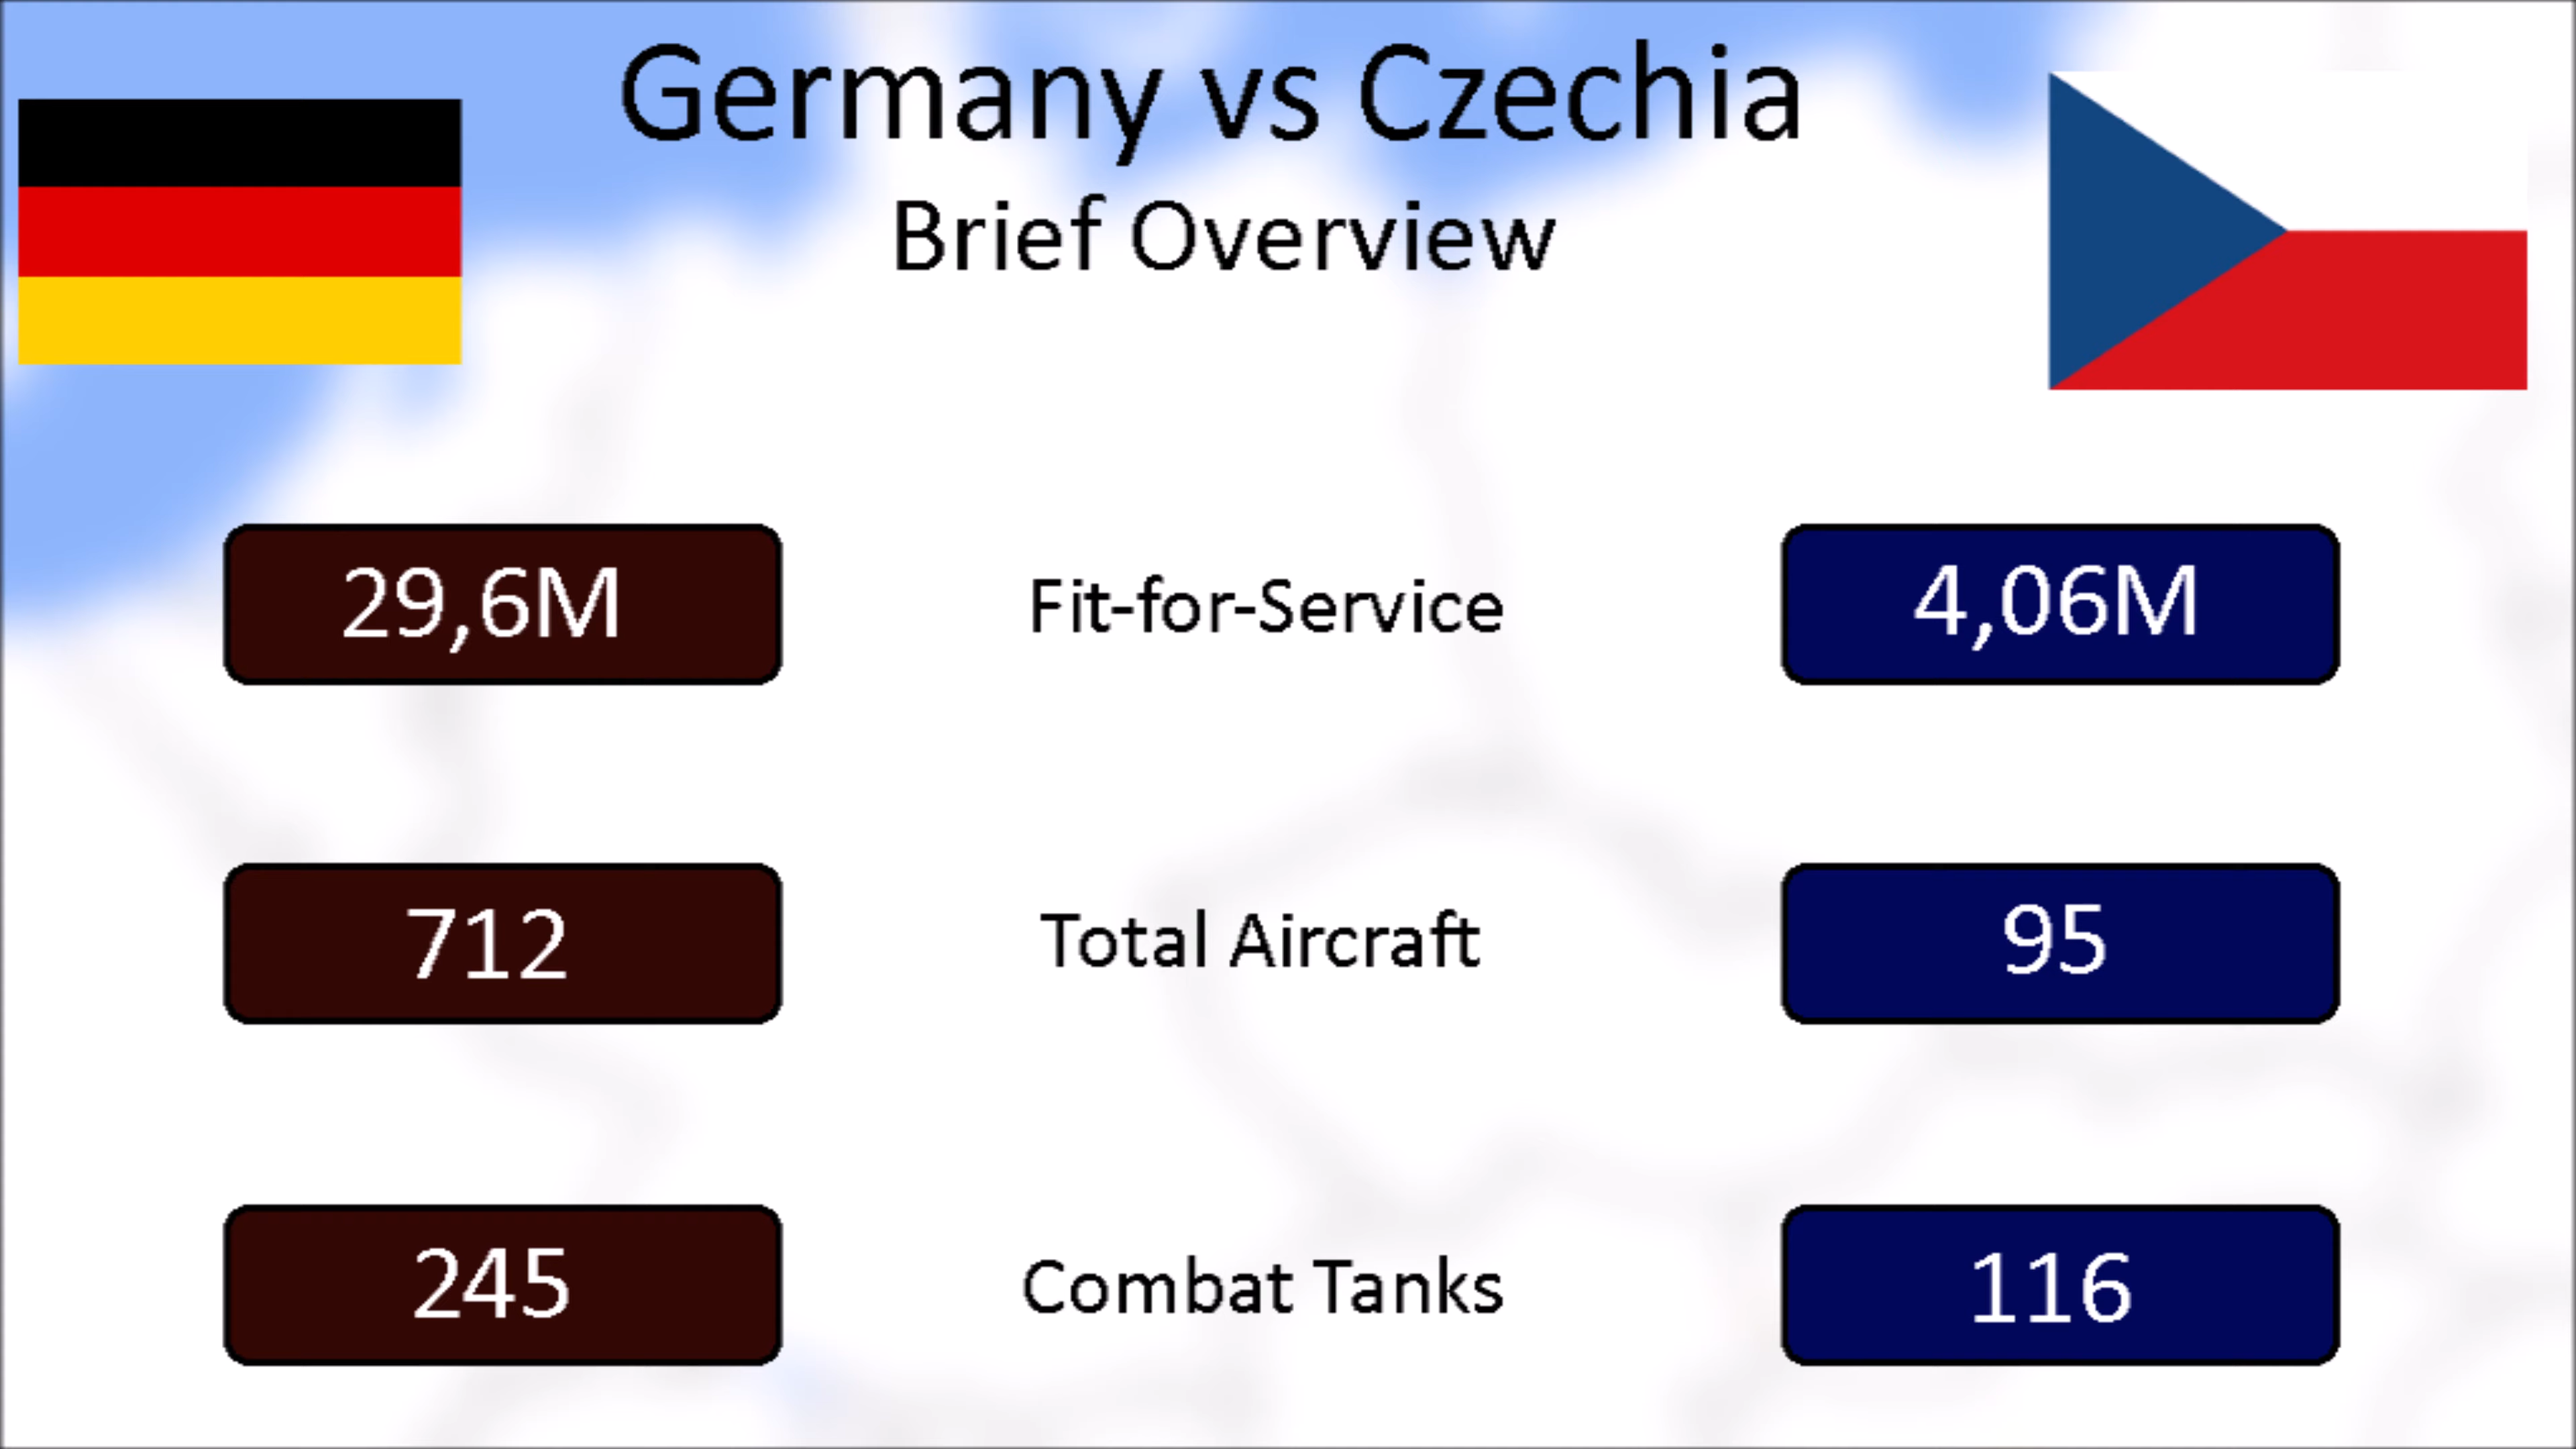 Germany vs Czechia
Brief Overview
29,6M Fit-for-Service 4,06M
712 Total Aircraft 95
245 Combat Tanks 116